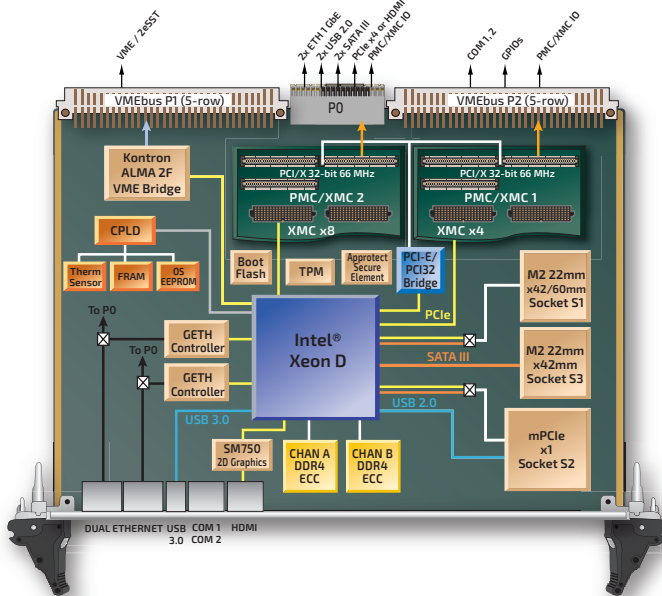 VME / 2eSST
2x ETH 1 GbE
2x USB 2.0
2x SATA III
PCIe x4 or HDMI
PMC/XMC IO
COM 1, 2
GPIOs
PMC/XMC IO
VMEbus P1 (5-row)
P0
VMEbus P2 (5-row)
Kontron
ALMA 2F
VME Bridge
PCI/X 32-bit 66 MHz
PMC/XMC 2
XMC x8
PCI/X 32-bit 66 MHz
PMC/XMC 1
XMC x4
CPLD
Therm
Sensor
FRAM
OS
EEPROM
Boot
Flash
TPM
Approtect
Secure
Element
PCI-E/
PCI32
Bridge
M2 22mm
x42/60mm
Socket S1
To P0
To P0
GETH
Controller
GETH
Controller
Intel®
Xeon D
PCIe
SATA III
M2 22mm
x42mm
Socket S3
USB 3.0
USB 2.0
SM750
2D Graphics
CHAN A
DDR4
ECC
CHAN B
DDR4
ECC
mPCIe
x1
Socket S2
DUAL ETHERNET
USB
3.0
COM 1
COM 2
HDMI